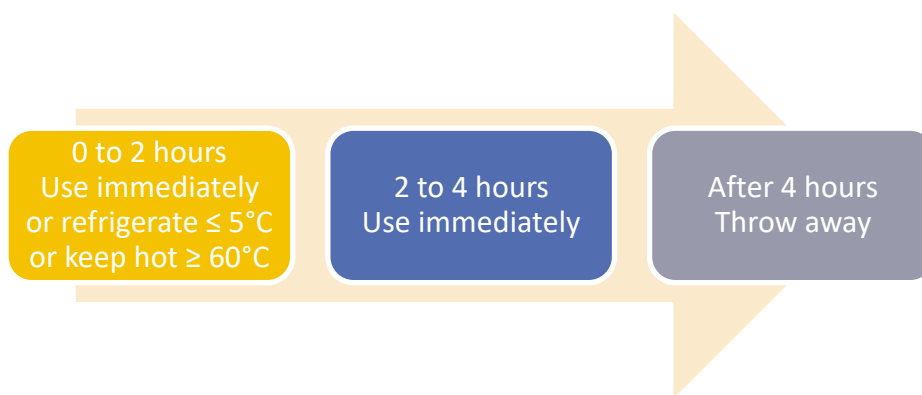 0 to 2 hours
Use immediately
or refrigerate ≤ 5°C
or keep hot ≥ 60°C
2 to 4 hours
Use immediately
After 4 hours
Throw away